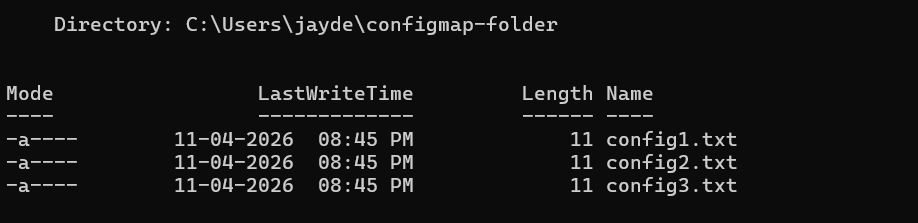 Directory: C:\Users\jayde\configmap-folder
Mode LastWriteTime Length Name
---- ------------- ------ ----
-a---- 11-04-2026 08:45 PM 11 config1.txt
-a---- 11-04-2026 08:45 PM 11 config2.txt
-a---- 11-04-2026 08:45 PM 11 config3.txt